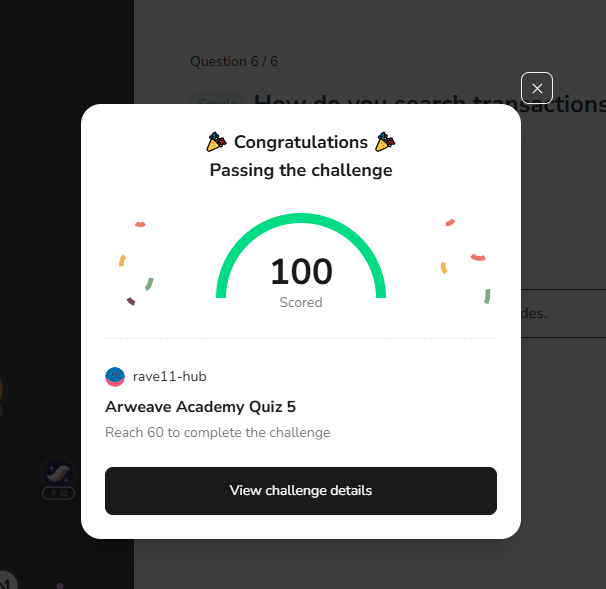 Question 6 / 6
Single How do you search transactions
Congratulations
Passing the challenge
100
Scored
des.
rave11-hub
Arweave Academy Quiz 5
Reach 60 to complete the challenge
32
View challenge details